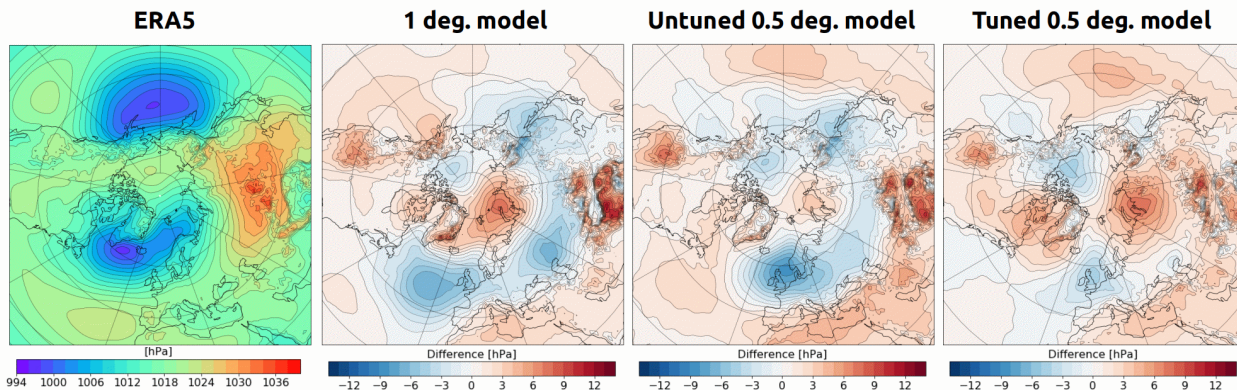 ERA5
1 deg. model
Untuned 0.5 deg. model
Tuned 0.5 deg. model
[hPa]
994 1000 1006 1012 1018 1024 1030 1036
Difference [hPa]
−12 −9 −6 −3 0 3 6 9 12
Difference [hPa]
−12 −9 −6 −3 0 3 6 9 12
Difference [hPa]
−12 −9 −6 −3 0 3 6 9 12